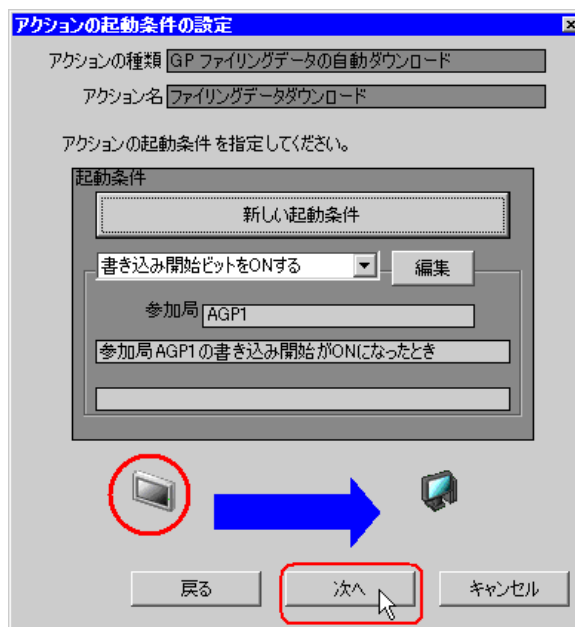 アクションの起動条件の設定
アクションの種類 GP ファイリングデータの自動ダウンロード
アクション名 ファイリングデータダウンロード
アクションの起動条件 を指定してください。
起動条件
新しい起動条件
書き込み開始ビットをONする 編集
参加局 AGP1
参加局 AGP1 の書き込み開始がONになったとき
戻る 次へ キャンセル